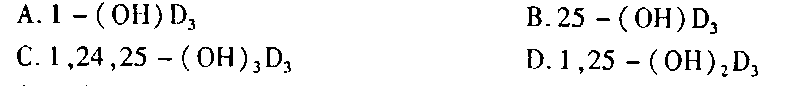 A. 1 - (OH)D₃ B. 25 - (OH)D₃
C. 1,24,25 - (OH)₃D₃ D. 1,25 - (OH)₂D₃